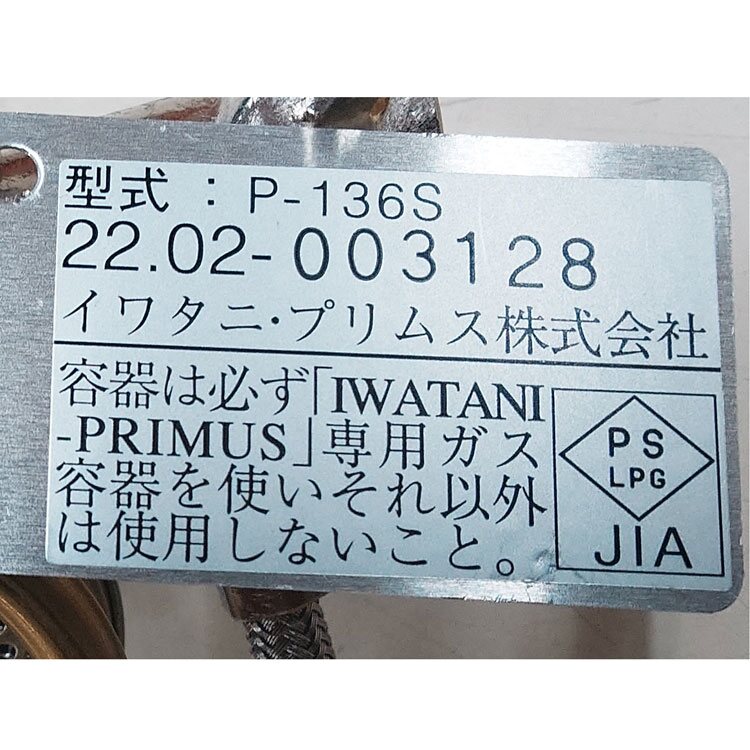 型式 : P-136S
22.02-003128
イワタニ・プリムス株式会社
容器は必ず「IWATANI
-PRIMUS」専用ガス
容器を使いそれ以外
は使用しないこと。
PS
LPG
JIA